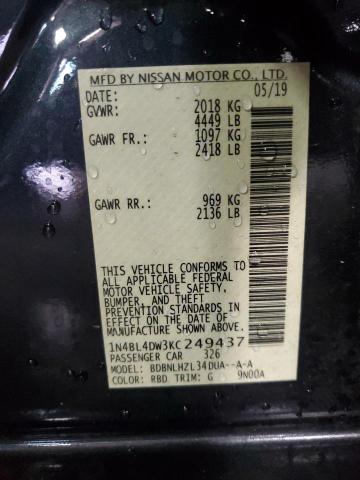 MFD BY NISSAN MOTOR CO., LTD.
DATE: 05/19
GVWR: 2018 KG
4449 LB
GAWR FR.: 1097 KG
2418 LB
GAWR RR.: 969 KG
2136 LB
THIS VEHICLE CONFORMS TO
ALL APPLICABLE FEDERAL
MOTOR VEHICLE SAFETY,
BUMPER, AND THEFT
PREVENTION STANDARDS
IN EFFECT ON THE DATE OF
MANUFACTURE SHOWN ABOVE.
1N4BL4DW3KC249437
PASSENGER CAR 326
MODEL: BDBNLHZL34DUA--A-A
COLOR: RBD TRIM: G 9N00A